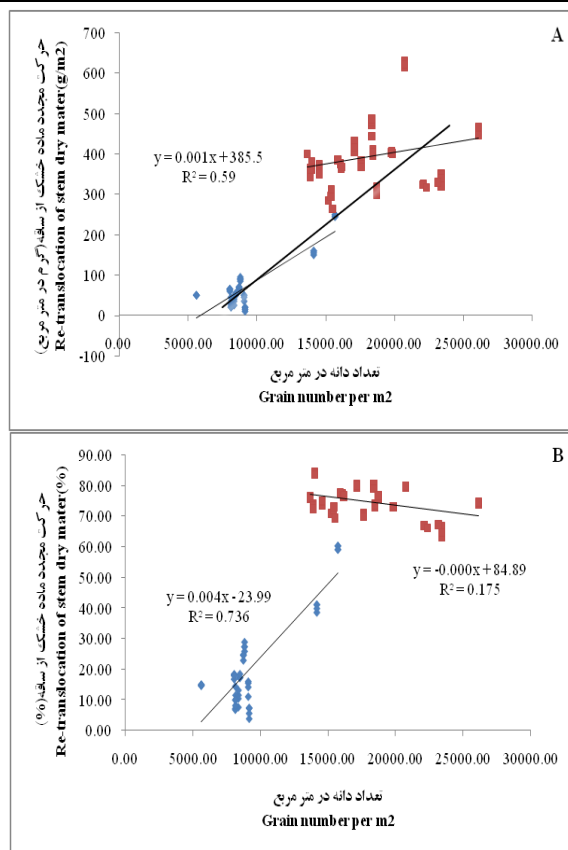 A
حرکت مجدد ماده خشک از ساقه(گرم در متر مربع)
Re-translocation of stem dry mater(g/m2)
700
600
500
400
300
200
100
0
-100
y = 0.001x + 385.5
R² = 0.59
0.00 5000.00 10000.00 15000.00 20000.00 25000.00 30000.00
تعداد دانه در متر مربع
Grain number per m2
B
حرکت مجدد ماده خشک از ساقه(%)
Re-translocation of stem dry mater(%)
90.00
80.00
70.00
60.00
50.00
40.00
30.00
20.00
10.00
0.00
y = 0.004x - 23.99
R² = 0.736
y = -0.000x + 84.89
R² = 0.175
0.00 5000.00 10000.00 15000.00 20000.00 25000.00 30000.00
تعداد دانه در متر مربع
Grain number per m2